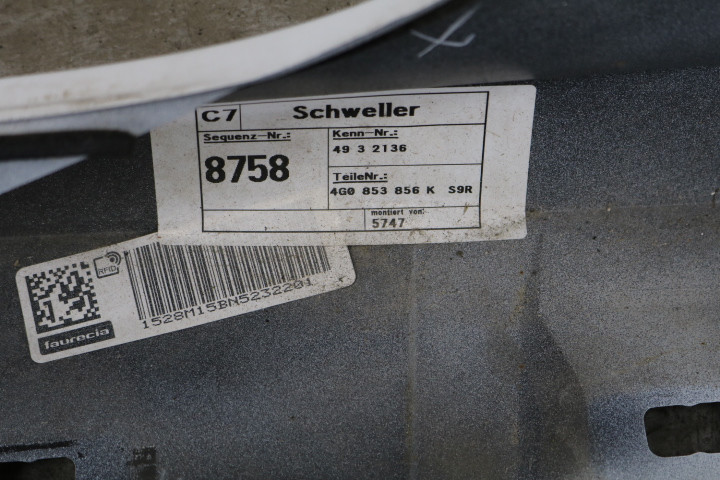 C7 Schweller
Sequenz-Nr.:
8758
Kenn-Nr.:
49 3 2136
TeileNr.:
4G0 853 856 K S9R
montiert von:
5747
RFID
1528M15BN5232201
faurecia